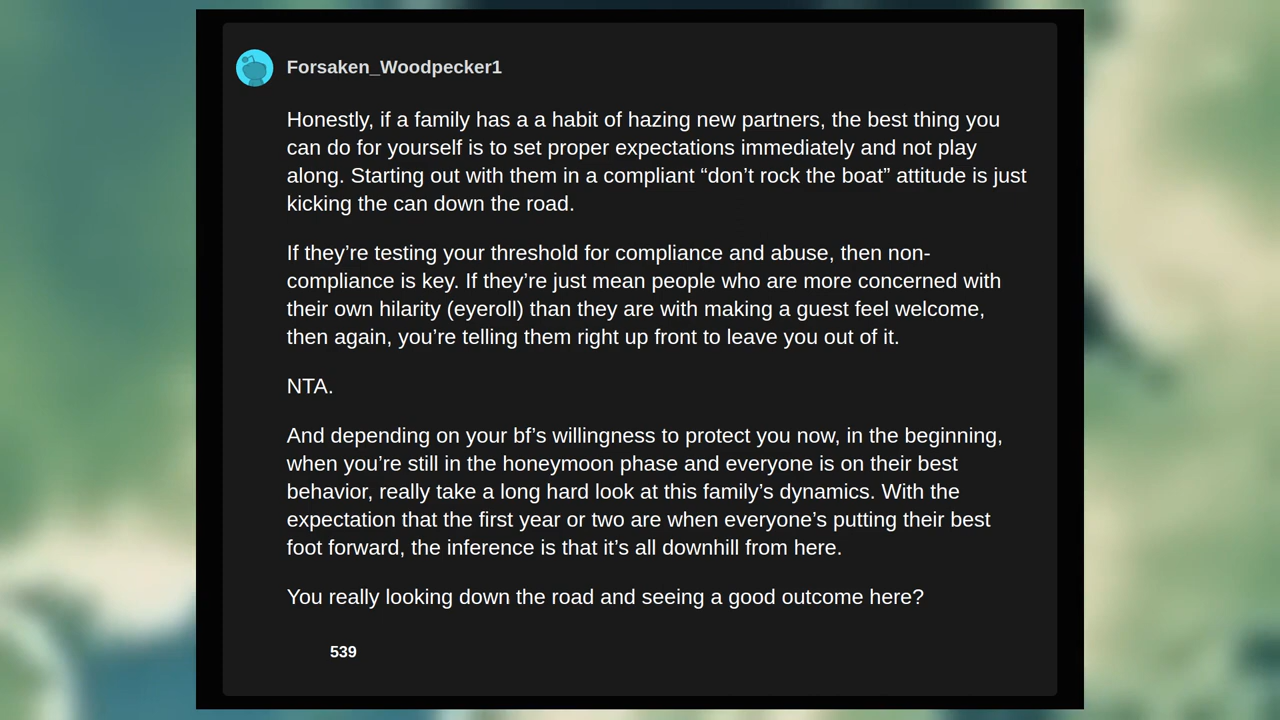 Forsaken_Woodpecker1
Honestly, if a family has a a habit of hazing new partners, the best thing you
can do for yourself is to set proper expectations immediately and not play
along. Starting out with them in a compliant “don’t rock the boat” attitude is just
kicking the can down the road.
If they’re testing your threshold for compliance and abuse, then non-
compliance is key. If they’re just mean people who are more concerned with
their own hilarity (eyeroll) than they are with making a guest feel welcome,
then again, you’re telling them right up front to leave you out of it.
NTA.
And depending on your bf’s willingness to protect you now, in the beginning,
when you’re still in the honeymoon phase and everyone is on their best
behavior, really take a long hard look at this family’s dynamics. With the
expectation that the first year or two are when everyone’s putting their best
foot forward, the inference is that it’s all downhill from here.
You really looking down the road and seeing a good outcome here?
539